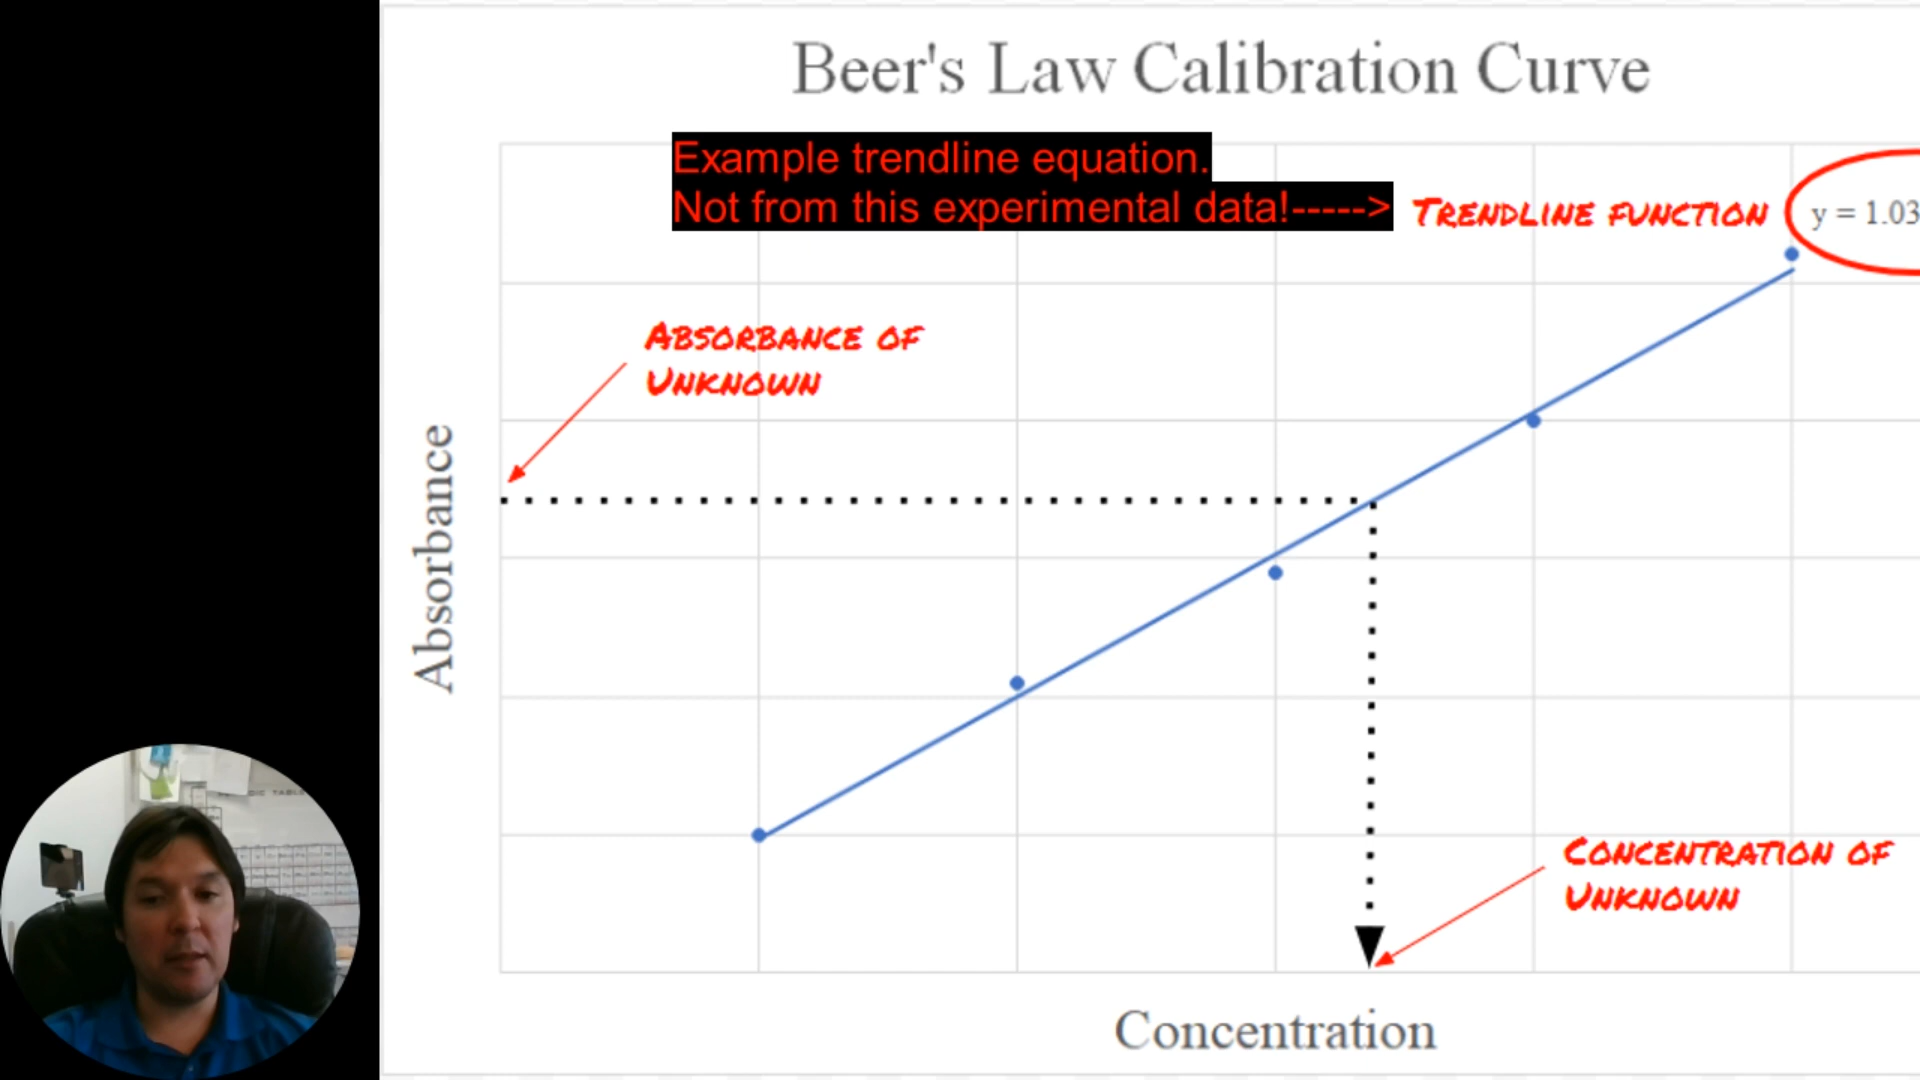 Beer's Law Calibration Curve
Example trendline equation.
Not from this experimental data!----->
TRENDLINE FUNCTION
y = 1.03
ABSORBANCE OF
UNKNOWN
Absorbance
CONCENTRATION OF
UNKNOWN
Concentration